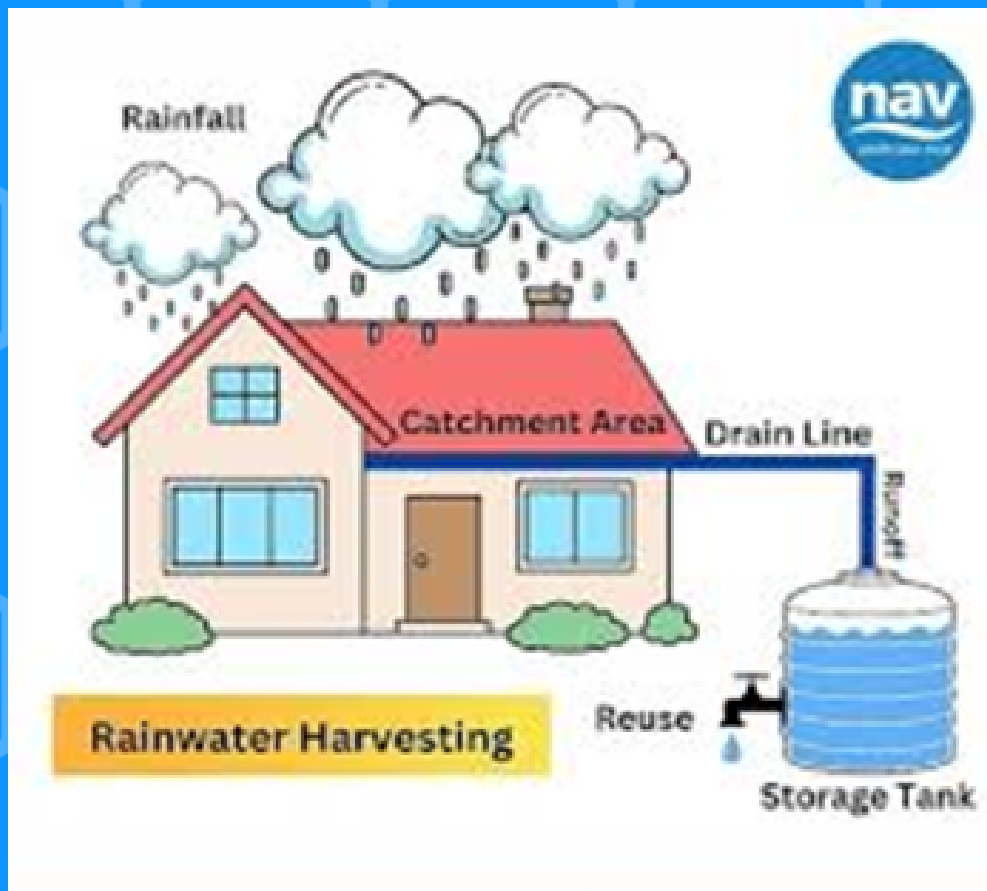 nav
Rainfall
Catchment Area
Drain Line
Runoff
Rainwater Harvesting
Reuse
Storage Tank